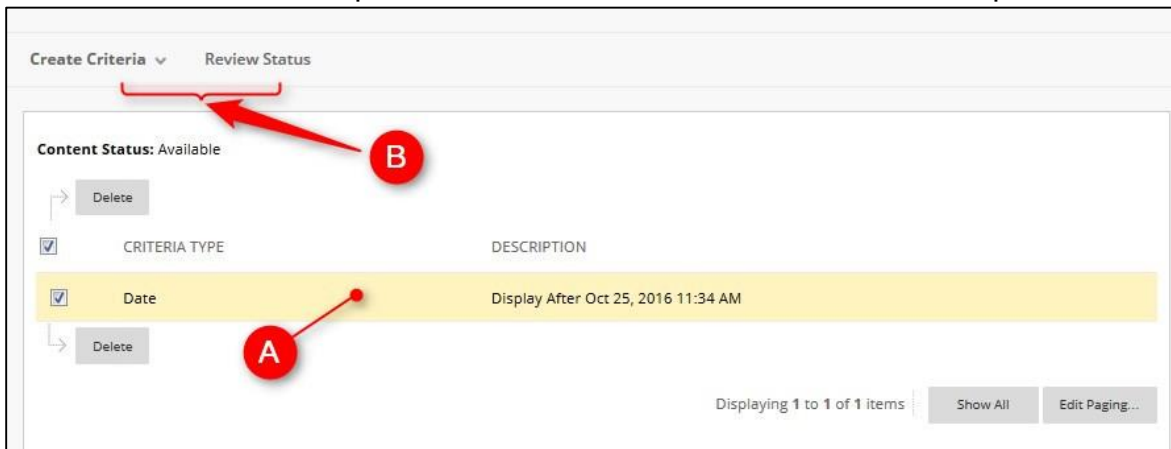 Create Criteria Review Status
B
Content Status: Available
Delete
CRITERIA TYPE DESCRIPTION
Date Display After Oct 25, 2016 11:34 AM
Delete
A
Displaying 1 to 1 of 1 items Show All Edit Paging...